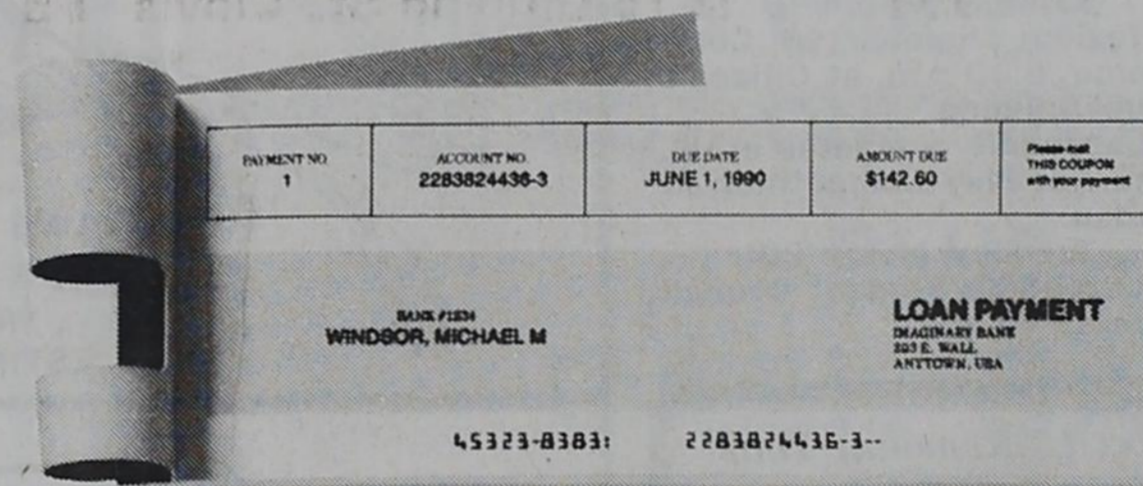 PAYMENT NO.
1
ACCOUNT NO.
2283824436-3
DUE DATE
JUNE 1, 1990
AMOUNT DUE
$142.60
Please mail
THIS COUPON
with your payment
BANK #1234
WINDSOR, MICHAEL M
LOAN PAYMENT
IMAGINARY BANK
E. WALL
ANYTOWN, USA
45323-8383:
2283824436-3--